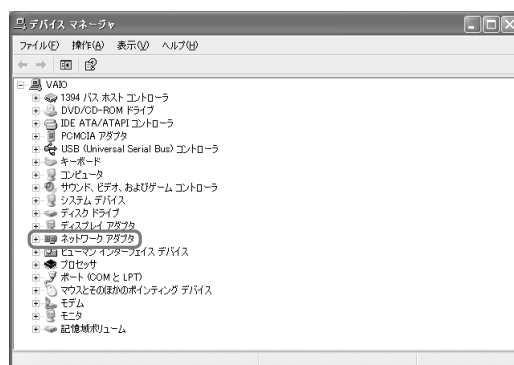 デバイス マネージャ
ファイル(F) 操作(A) 表示(V) ヘルプ(H)
VAIO
1394 バス ホスト コントローラ
DVD/CD-ROM ドライブ
IDE ATA/ATAPI コントローラ
PCMCIA アダプタ
USB (Universal Serial Bus) コントローラ
キーボード
コンピュータ
サウンド、ビデオ、およびゲーム コントローラ
システム デバイス
ディスク ドライブ
ディスプレイ アダプタ
ネットワーク アダプタ
ヒューマン インターフェイス デバイス
プロセッサ
ポート (COM と LPT)
マウスとそのほかのポインティング デバイス
モデム
モニタ
記憶域ボリューム